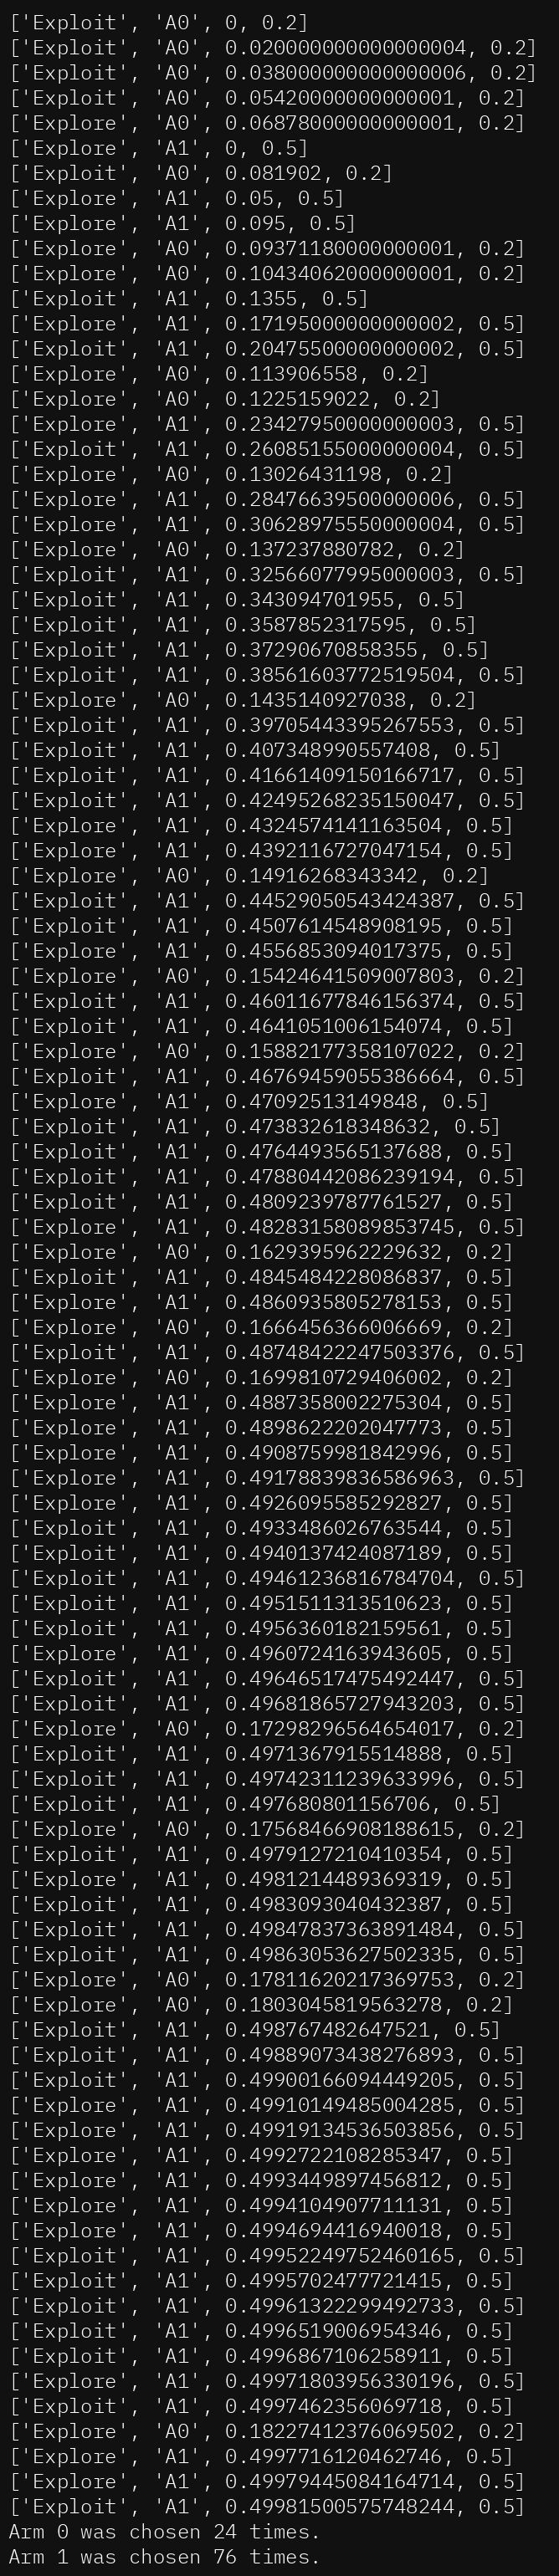 ['Exploit', 'A0', 0, 0.2]
['Exploit', 'A0', 0.020000000000000004, 0.2]
['Exploit', 'A0', 0.038000000000000006, 0.2]
['Exploit', 'A0', 0.05420000000000001, 0.2]
['Explore', 'A0', 0.06878000000000001, 0.2]
['Explore', 'A1', 0, 0.5]
['Exploit', 'A0', 0.081902, 0.2]
['Explore', 'A1', 0.05, 0.5]
['Explore', 'A1', 0.095, 0.5]
['Explore', 'A0', 0.09371180000000001, 0.2]
['Explore', 'A0', 0.10434062000000001, 0.2]
['Exploit', 'A1', 0.1355, 0.5]
['Explore', 'A1', 0.17195000000000002, 0.5]
['Exploit', 'A1', 0.20475500000000002, 0.5]
['Explore', 'A0', 0.113906558, 0.2]
['Explore', 'A0', 0.1225159022, 0.2]
['Explore', 'A1', 0.23427950000000003, 0.5]
['Exploit', 'A1', 0.26085155000000004, 0.5]
['Explore', 'A0', 0.13026431198, 0.2]
['Explore', 'A1', 0.28476639500000006, 0.5]
['Explore', 'A1', 0.30628975550000004, 0.5]
['Explore', 'A0', 0.137237880782, 0.2]
['Exploit', 'A1', 0.32566077995000003, 0.5]
['Exploit', 'A1', 0.343094701955, 0.5]
['Exploit', 'A1', 0.3587852317595, 0.5]
['Exploit', 'A1', 0.37290670858355, 0.5]
['Exploit', 'A1', 0.38561603772519504, 0.5]
['Explore', 'A0', 0.1435140927038, 0.2]
['Exploit', 'A1', 0.39705443395267553, 0.5]
['Exploit', 'A1', 0.407348990557408, 0.5]
['Exploit', 'A1', 0.41661409150166717, 0.5]
['Exploit', 'A1', 0.42495268235150047, 0.5]
['Explore', 'A1', 0.4324574141163504, 0.5]
['Explore', 'A1', 0.4392116727047154, 0.5]
['Explore', 'A0', 0.14916268343342, 0.2]
['Exploit', 'A1', 0.44529050543424387, 0.5]
['Exploit', 'A1', 0.4507614548908195, 0.5]
['Explore', 'A1', 0.4556853094017375, 0.5]
['Explore', 'A0', 0.15424641509007803, 0.2]
['Exploit', 'A1', 0.46011677846156374, 0.5]
['Exploit', 'A1', 0.4641051006154074, 0.5]
['Explore', 'A0', 0.15882177358107022, 0.2]
['Exploit', 'A1', 0.46769459055386664, 0.5]
['Explore', 'A1', 0.47092513149848, 0.5]
['Exploit', 'A1', 0.473832618348632, 0.5]
['Exploit', 'A1', 0.4764493565137688, 0.5]
['Exploit', 'A1', 0.47880442086239194, 0.5]
['Exploit', 'A1', 0.4809239787761527, 0.5]
['Explore', 'A1', 0.48283158089853745, 0.5]
['Explore', 'A0', 0.1629395962229632, 0.2]
['Exploit', 'A1', 0.4845484228086837, 0.5]
['Explore', 'A1', 0.4860935805278153, 0.5]
['Explore', 'A0', 0.1666456366006669, 0.2]
['Exploit', 'A1', 0.48748422247503376, 0.5]
['Explore', 'A0', 0.1699810729406002, 0.2]
['Explore', 'A1', 0.4887358002275304, 0.5]
['Explore', 'A1', 0.4898622202047773, 0.5]
['Explore', 'A1', 0.4908759981842996, 0.5]
['Explore', 'A1', 0.49178839836586963, 0.5]
['Explore', 'A1', 0.4926095585292827, 0.5]
['Exploit', 'A1', 0.4933486026763544, 0.5]
['Exploit', 'A1', 0.4940137424087189, 0.5]
['Exploit', 'A1', 0.49461236816784704, 0.5]
['Exploit', 'A1', 0.4951511313510623, 0.5]
['Exploit', 'A1', 0.4956360182159561, 0.5]
['Explore', 'A1', 0.4960724163943605, 0.5]
['Exploit', 'A1', 0.49646517475492447, 0.5]
['Exploit', 'A1', 0.49681865727943203, 0.5]
['Explore', 'A0', 0.17298296564654017, 0.2]
['Exploit', 'A1', 0.4971367915514888, 0.5]
['Exploit', 'A1', 0.49742311239633996, 0.5]
['Exploit', 'A1', 0.497680801156706, 0.5]
['Explore', 'A0', 0.17568466908188615, 0.2]
['Exploit', 'A1', 0.4979127210410354, 0.5]
['Explore', 'A1', 0.4981214489369319, 0.5]
['Exploit', 'A1', 0.4983093040432387, 0.5]
['Exploit', 'A1', 0.49847837363891484, 0.5]
['Exploit', 'A1', 0.49863053627502335, 0.5]
['Explore', 'A0', 0.17811620217369753, 0.2]
['Explore', 'A0', 0.1803045819563278, 0.2]
['Exploit', 'A1', 0.498767482647521, 0.5]
['Exploit', 'A1', 0.49889073438276893, 0.5]
['Exploit', 'A1', 0.49900166094449205, 0.5]
['Explore', 'A1', 0.49910149485004285, 0.5]
['Explore', 'A1', 0.49919134536503856, 0.5]
['Explore', 'A1', 0.4992722108285347, 0.5]
['Explore', 'A1', 0.4993449897456812, 0.5]
['Explore', 'A1', 0.4994104907711131, 0.5]
['Explore', 'A1', 0.4994694416940018, 0.5]
['Exploit', 'A1', 0.49952249752460165, 0.5]
['Exploit', 'A1', 0.4995702477721415, 0.5]
['Exploit', 'A1', 0.49961322299492733, 0.5]
['Exploit', 'A1', 0.4996519006954346, 0.5]
['Exploit', 'A1', 0.4996867106258911, 0.5]
['Explore', 'A1', 0.49971803956330196, 0.5]
['Exploit', 'A1', 0.4997462356069718, 0.5]
['Explore', 'A0', 0.18227412376069502, 0.2]
['Explore', 'A1', 0.4997716120462746, 0.5]
['Explore', 'A1', 0.49979445084164714, 0.5]
['Exploit', 'A1', 0.49981500575748244, 0.5]
Arm 0 was chosen 24 times.
Arm 1 was chosen 76 times.